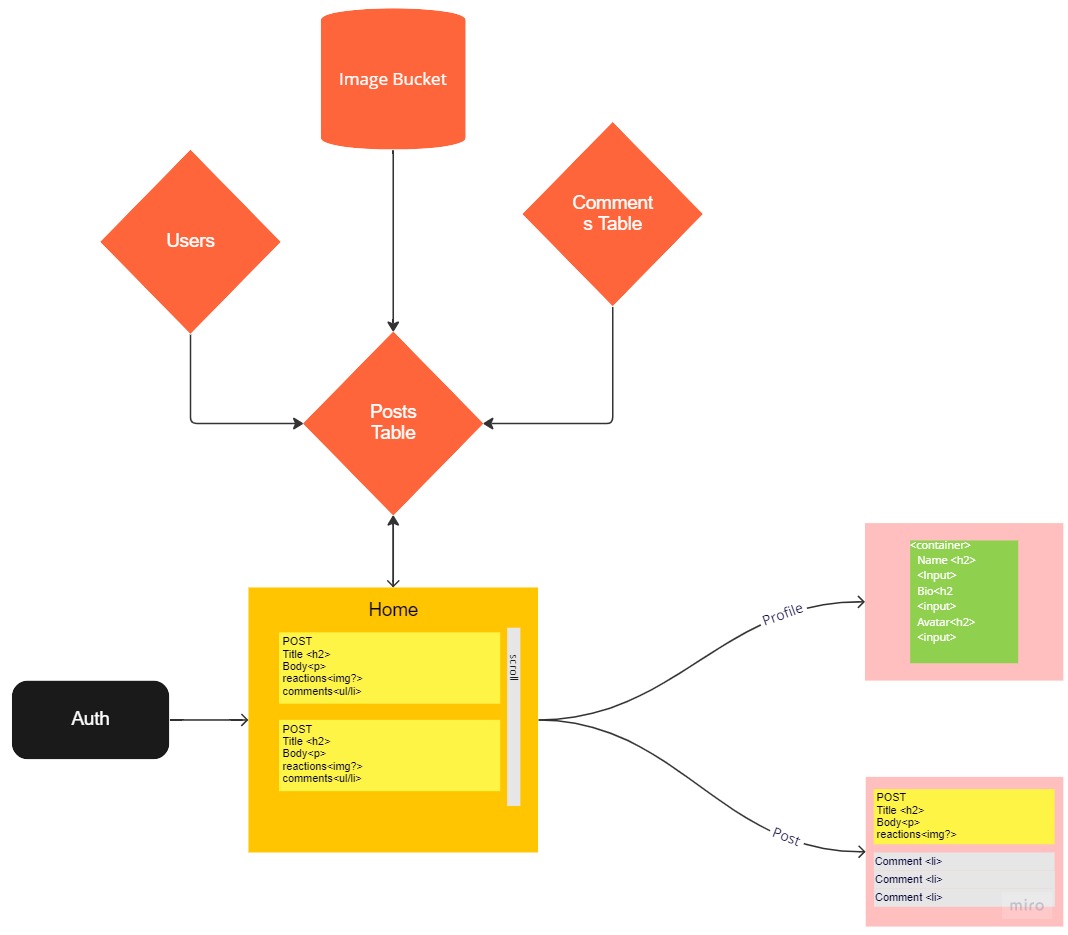 Image Bucket
Comment
s Table
Users
Posts
Table
Home
POST
Title <h2>
Body<p>
reactions<img?>
comments<ul/li>
scroll
POST
Title <h2>
Body<p>
reactions<img?>
comments<ul/li>
Auth
Profile
<container>
Name <h2>
<Input>
Bio<h2
<input>
Avatar<h2>
<input>
Post
POST
Title <h2>
Body<p>
reactions<img?>
Comment <li>
Comment <li>
Comment <li>
miro